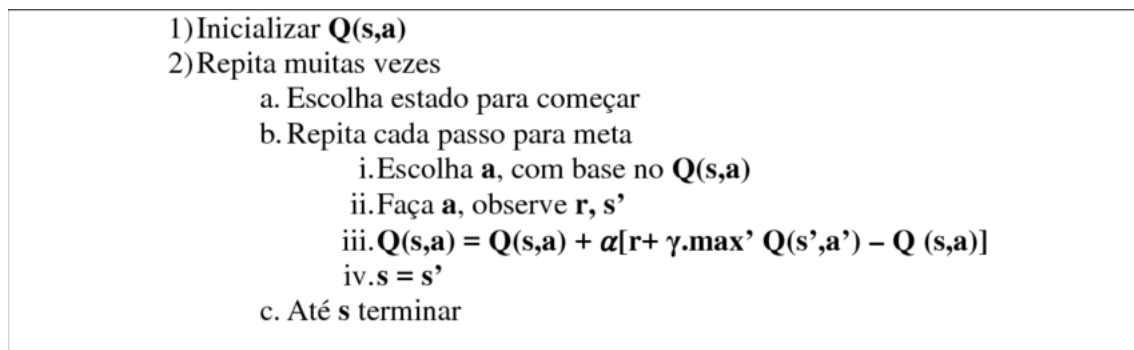 1)Inicializar Q(s,a)
2)Repita muitas vezes
a. Escolha estado para começar
b. Repita cada passo para meta
i.Escolha a, com base no Q(s,a)
ii.Faça a, observe r, s’
iii.Q(s,a) = Q(s,a) + α[r+ γ.max’ Q(s’,a’) – Q (s,a)]
iv.s = s’
c. Até s terminar